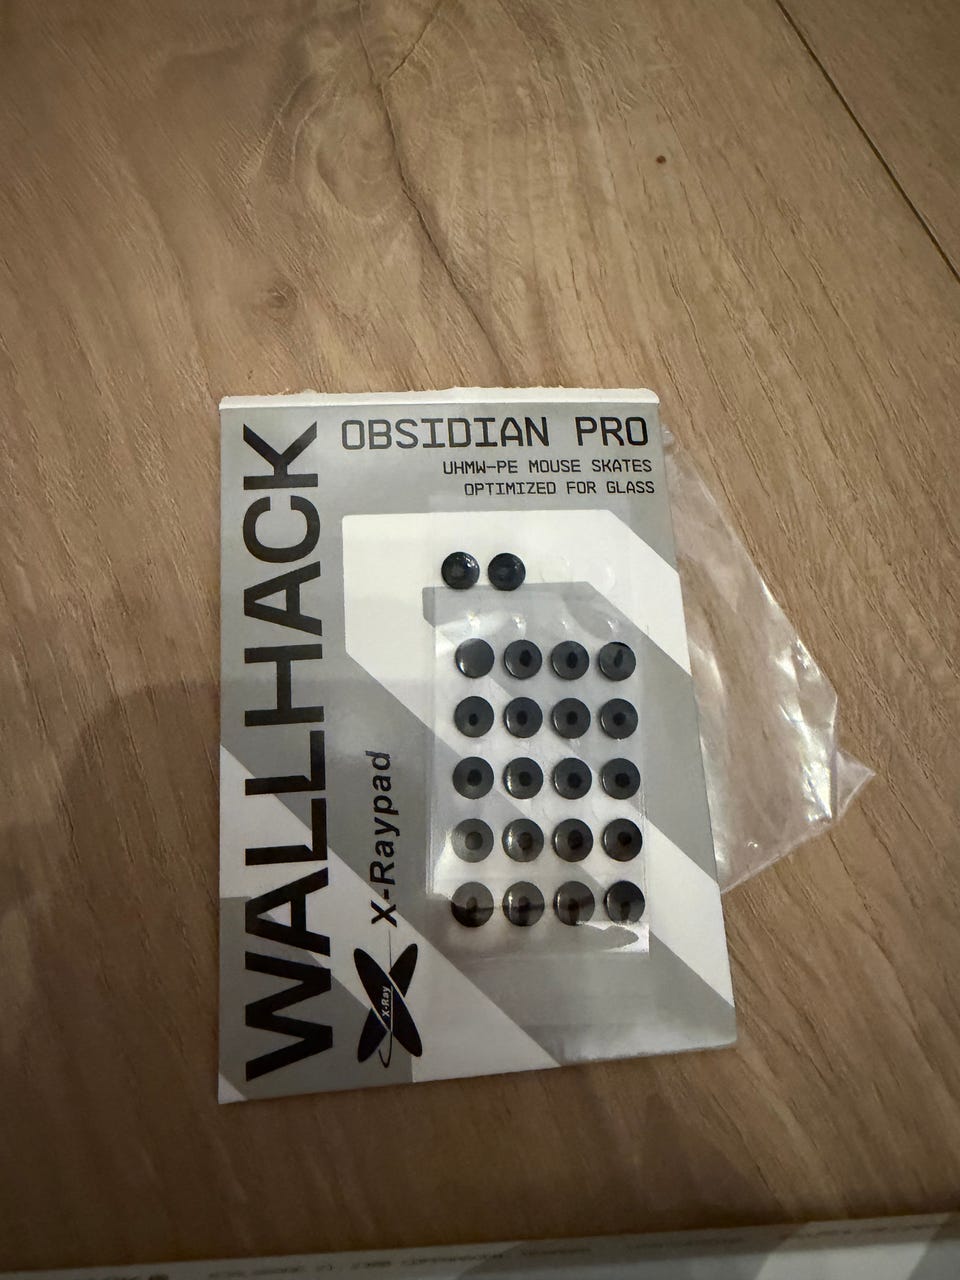 WALLHACK
OBSIDIAN PRO
UHMW-PE MOUSE SKATES
OPTIMIZED FOR GLASS
X-Raypad
X-Ray